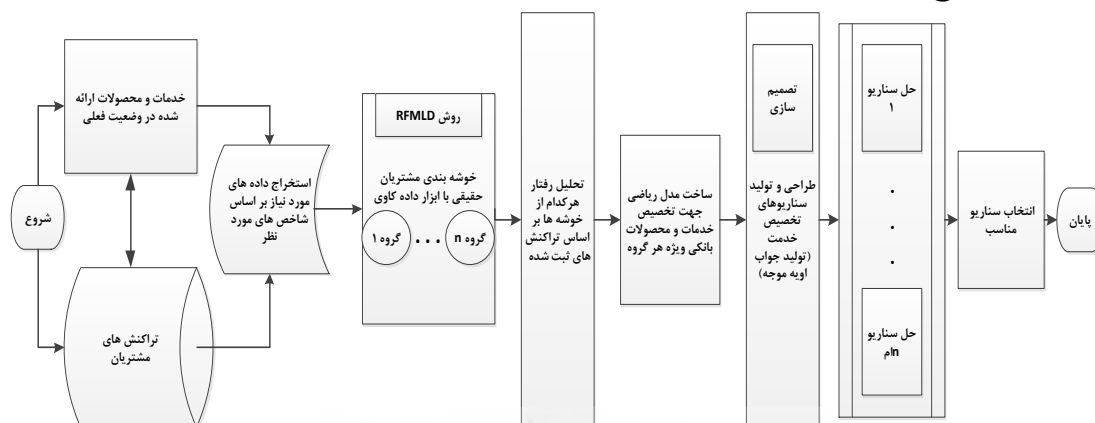 شروع
خدمات و محصولات ارائه
شده در وضعیت فعلی
تراکنش های
مشتریان
استخراج داده های
مورد نیاز بر اساس
شاخص های مورد
نظر
روش RFMLD
خوشه بندی مشتریان
حقیقی با ابزار داده کاوی
گروه ۱
. . .
گروه n
تحلیل رفتار
هرکدام از
خوشه ها بر
اساس تراکنش
های ثبت شده
ساخت مدل ریاضی
جهت تخصیص
خدمات و محصولات
بانکی ویژه هر گروه
تصمیم
سازی
طراحی و تولید
سناریوهای
تخصیص
خدمت
(تولید جواب
اویه موجه)
حل سناریو
۱
.
.
.
حل سناریو
nام
انتخاب سناریو
مناسب
پایان